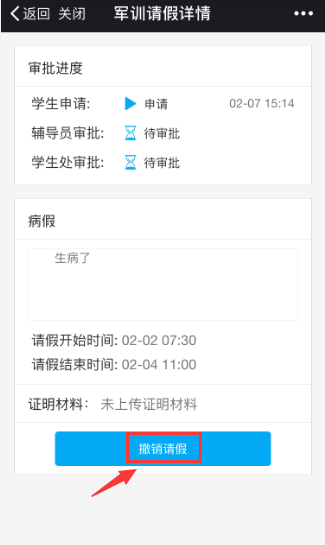 返回 关闭 军训请假详情
审批进度
学生申请: 申请 02-07 15:14
辅导员审批: 待审批
学生处审批: 待审批
病假
生病了
请假开始时间: 02-02 07:30
请假结束时间: 02-04 11:00
证明材料: 未上传证明材料
撤销请假